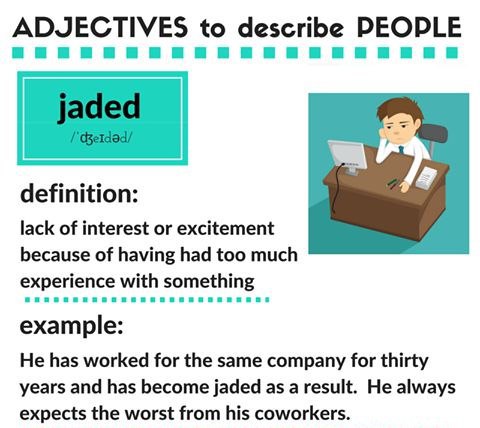 ADJECTIVES to describe PEOPLE
jaded
/ˈʤeɪdəd/
definition:
lack of interest or excitement
because of having had too much
experience with something
example:
He has worked for the same company for thirty
years and has become jaded as a result.  He always
expects the worst from his coworkers.